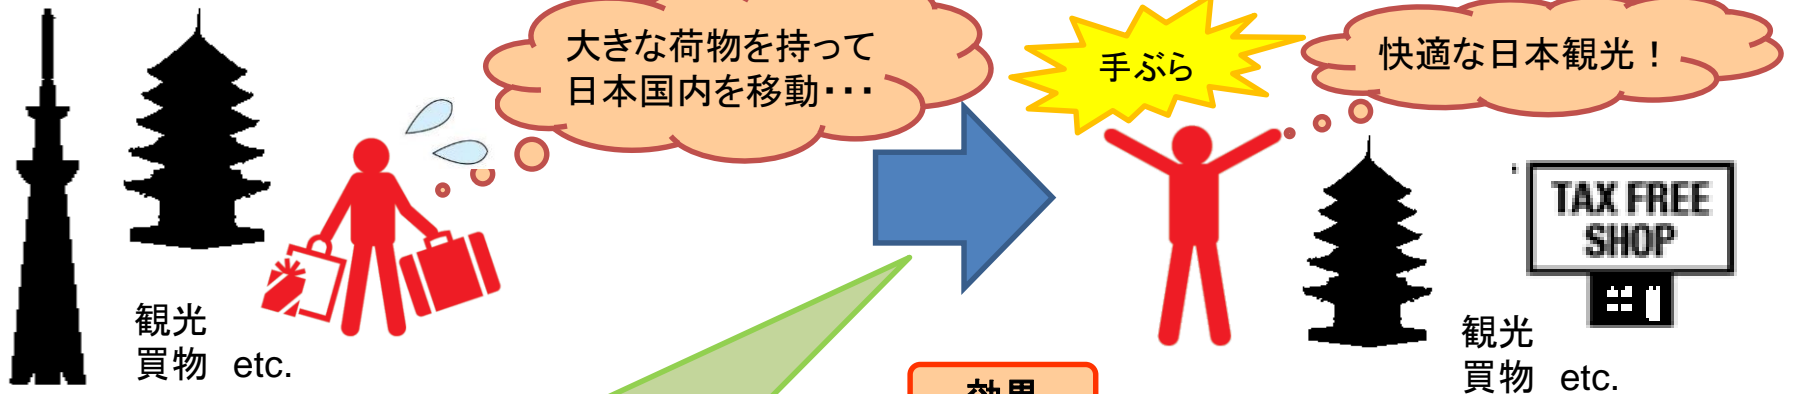 大きな荷物を持って
日本国内を移動・・・
手ぶら
快適な日本観光！
TAX FREE
SHOP
観光
買物 etc.
観光
買物 etc.
効果